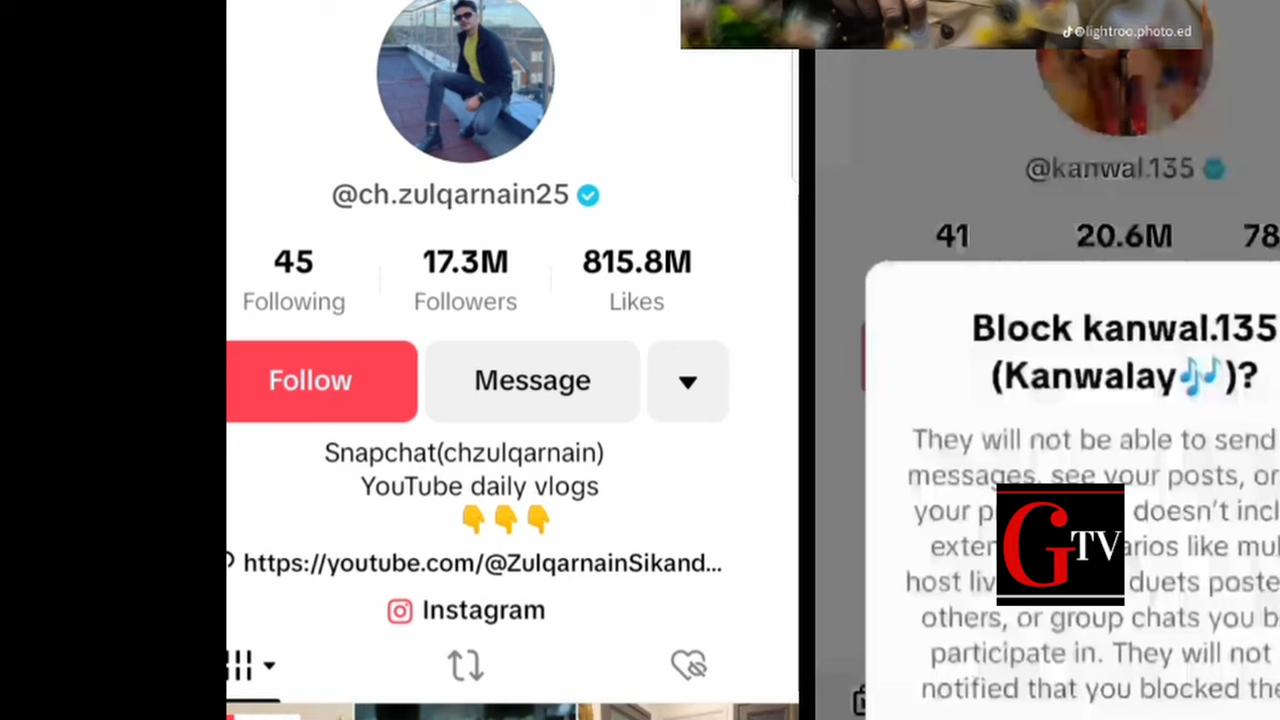 @lightroo.photo.ed
@ch.zulqarnain25
45
17.3M
815.8M
Following
Followers
Likes
Follow
Message
Snapchat(chzulqarnain)
YouTube daily vlogs
👇👇👇
https://youtube.com/@ZulqarnainSikand...
Instagram
@kanwal.135
41
20.6M
78
Block kanwal.135
(Kanwalay🎶)?
They will not be able to send
messages, see your posts, or
your doesn't
host duets
others, or group chats you
participate in. They will not
notified that you blocked
GTV